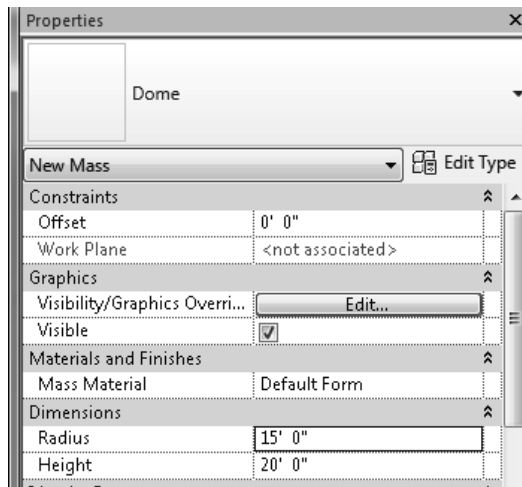 Properties
Dome
New Mass Edit Type
Constraints
Offset 0' 0"
Work Plane <not associated>
Graphics
Visibility/Graphics Overri... Edit...
Visible
Materials and Finishes
Mass Material Default Form
Dimensions
Radius 15' 0"
Height 20' 0"